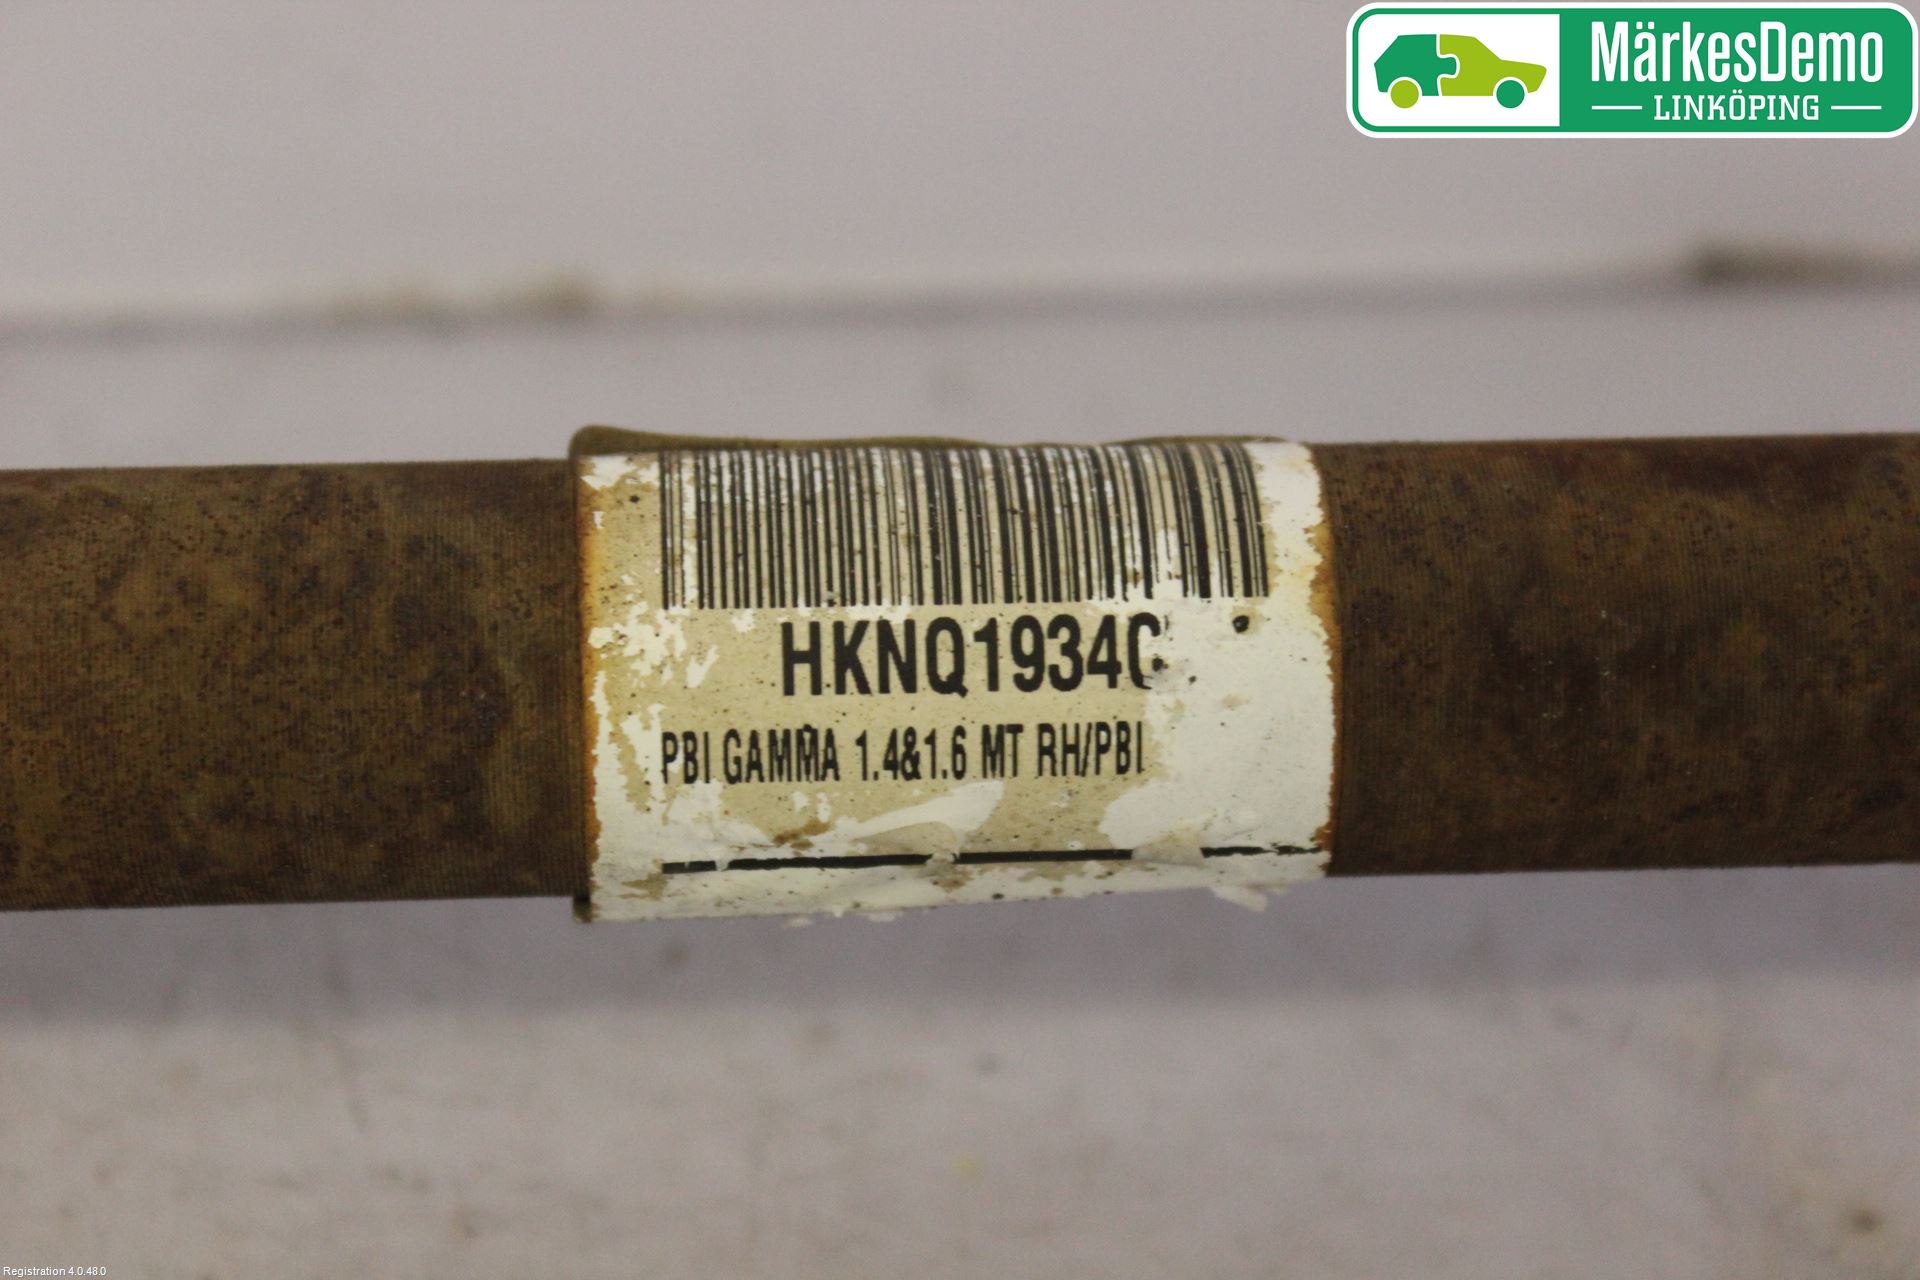 MärkesDemo
LINKÖPING
HKNQ1934
PBI GAMMA 1.4&1.6 MT RH/PBI
Registration 4.0.48.0